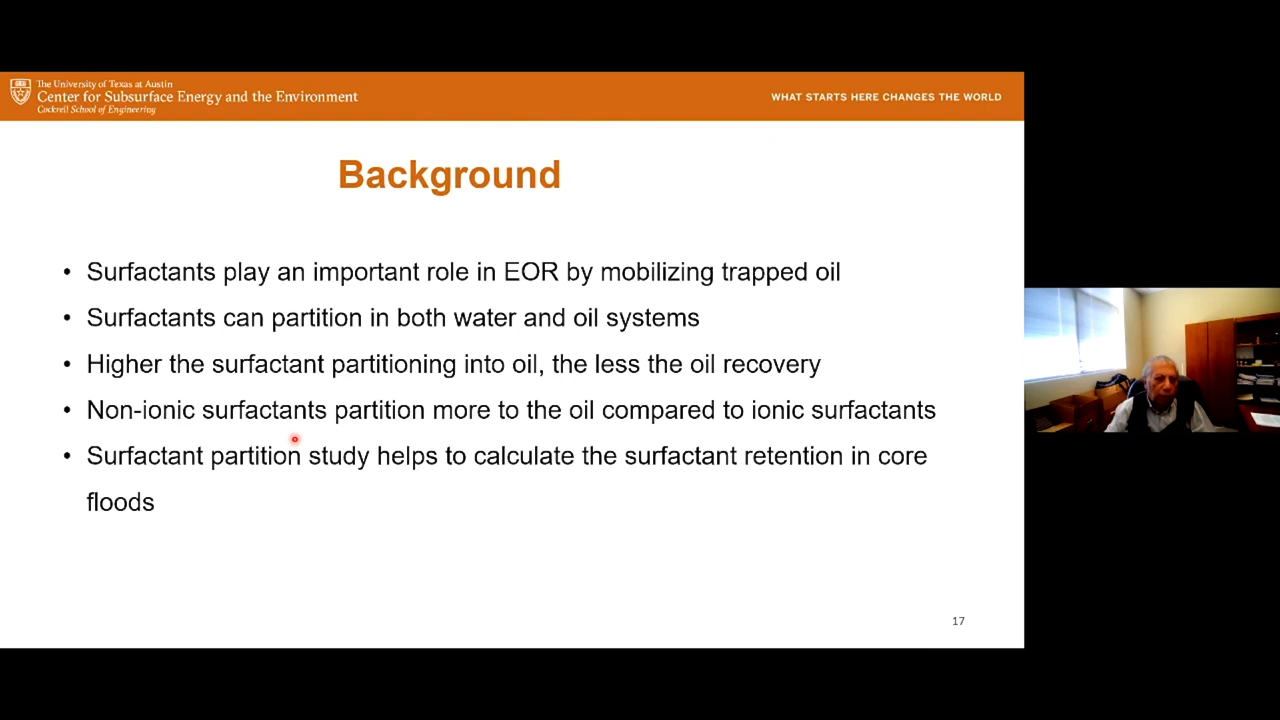 The University of Texas at Austin
Center for Subsurface Energy and the Environment
Cockrell School of Engineering
WHAT STARTS HERE CHANGES THE WORLD
Background
• Surfactants play an important role in EOR by mobilizing trapped oil
• Surfactants can partition in both water and oil systems
• Higher the surfactant partitioning into oil, the less the oil recovery
• Non-ionic surfactants partition more to the oil compared to ionic surfactants
• Surfactant partition study helps to calculate the surfactant retention in core
floods
17